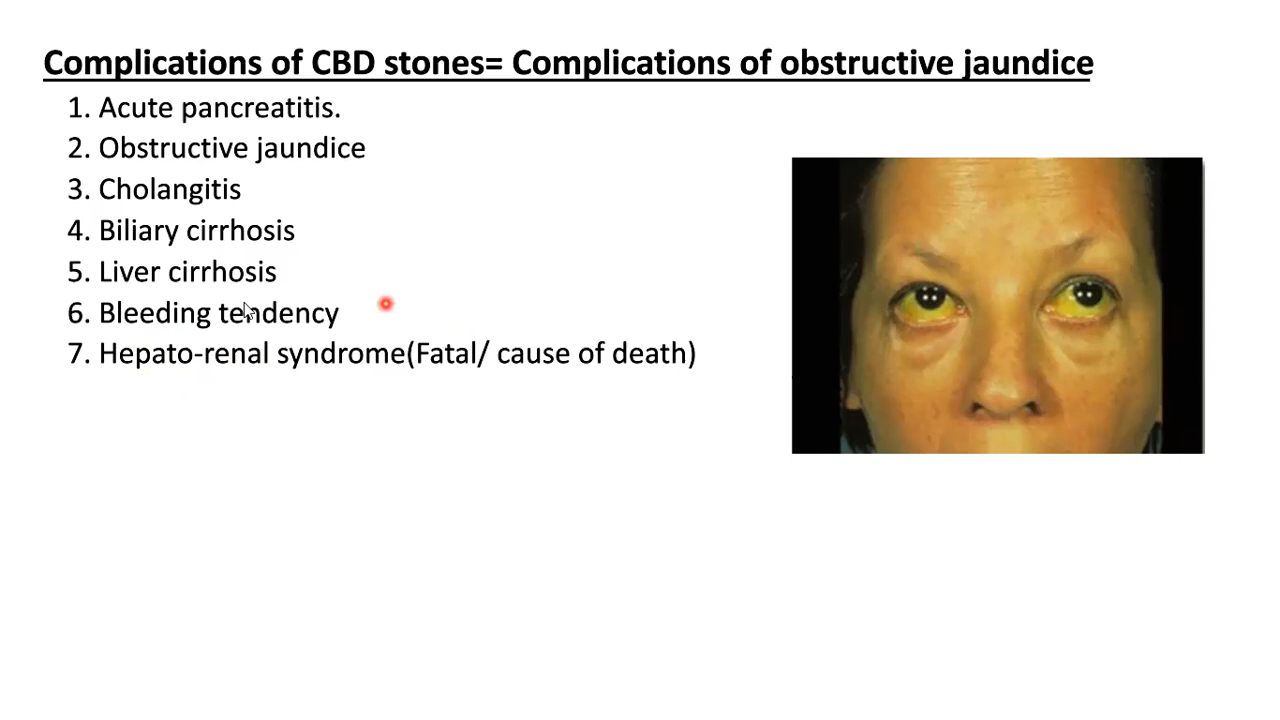 Complications of CBD stones= Complications of obstructive jaundice
1. Acute pancreatitis.
2. Obstructive jaundice
3. Cholangitis
4. Biliary cirrhosis
5. Liver cirrhosis
6. Bleeding tendency
7. Hepato-renal syndrome(Fatal/ cause of death)